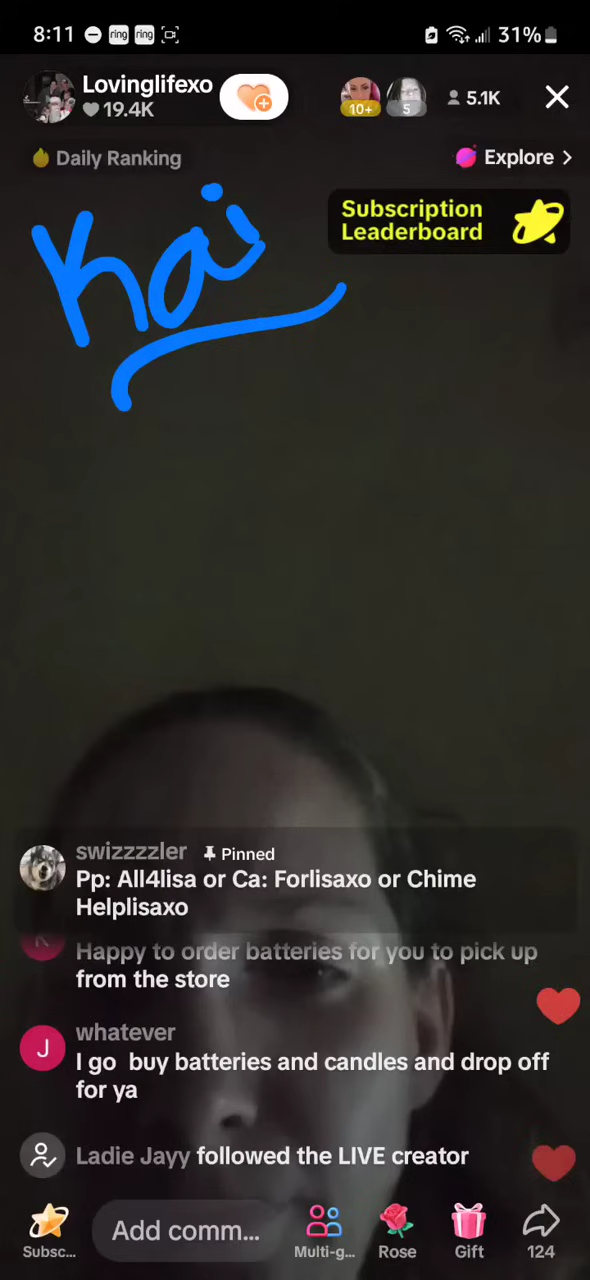 8:11 ring ring 31%
Lovinglifexo
19.4K
10+ 5 5.1K
Daily Ranking
Explore >
Subscription
Leaderboard
Kai
swizzzzler Pinned
Pp: All4lisa or Ca: Forlisaxo or Chime
Helplisaxo
K
Happy to order batteries for you to pick up
from the store
whatever
J
I go buy batteries and candles and drop off
for ya
Ladie Jayy followed the LIVE creator
Add comm...
Subsc... Multi-g... Rose Gift 124